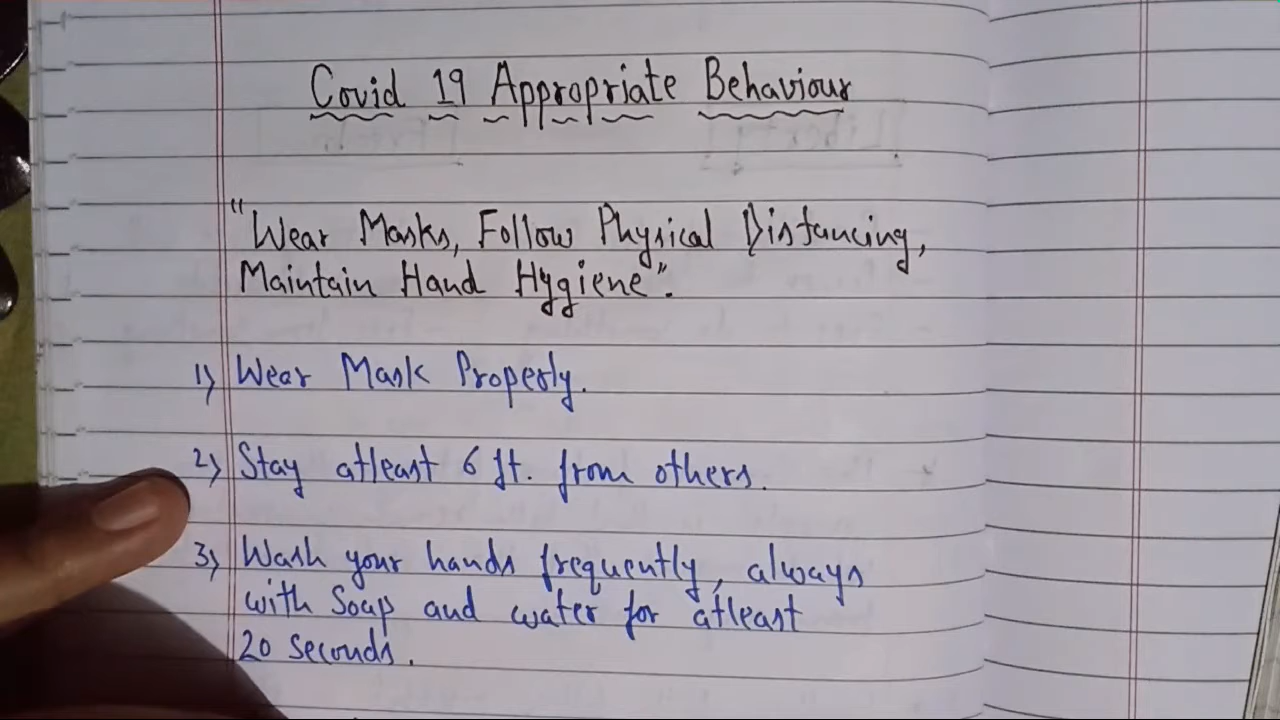 Covid 19 Appropriate Behaviour
"Wear Masks, Follow Physical Distancing,
Maintain Hand Hygiene".
1) Wear Mask Properly.
2) Stay atleast 6 ft. from others.
3) Wash your hands frequently, always
with Soap and water for atleast
20 seconds.